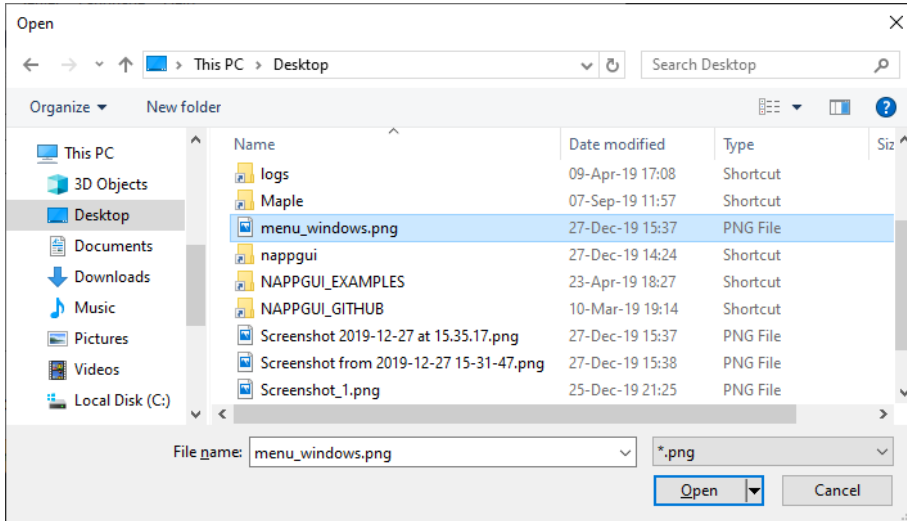 Open
This PC > Desktop
Search Desktop
Organize
New folder
?
This PC
3D Objects
Desktop
Documents
Downloads
Music
Pictures
Videos
Local Disk (C:)
Name Date modified Type Siz
logs 09-Apr-19 17:08 Shortcut
Maple 07-Sep-19 11:57 Shortcut
menu_windows.png 27-Dec-19 15:37 PNG File
nappgui 27-Dec-19 14:24 Shortcut
NAPPGUI_EXAMPLES 23-Apr-19 18:27 Shortcut
NAPPGUI_GITHUB 10-Mar-19 19:14 Shortcut
Screenshot 2019-12-27 at 15.35.17.png 27-Dec-19 15:37 PNG File
Screenshot from 2019-12-27 15-31-47.png 27-Dec-19 15:38 PNG File
Screenshot_1.png 25-Dec-19 21:25 PNG File
File name: menu_windows.png
*.png
Open
Cancel